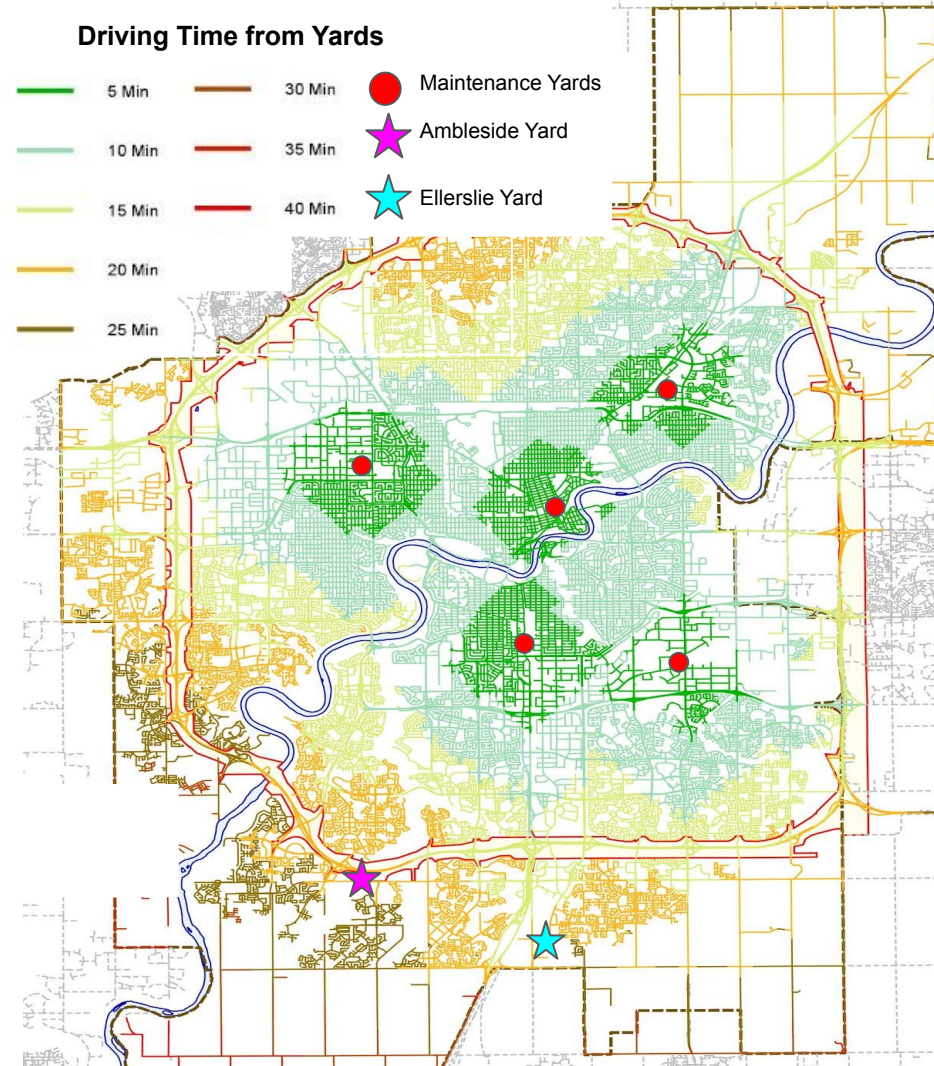 Driving Time from Yards
5 Min
30 Min
Maintenance Yards
10 Min
35 Min
Ambleside Yard
15 Min
40 Min
Ellerslie Yard
20 Min
25 Min